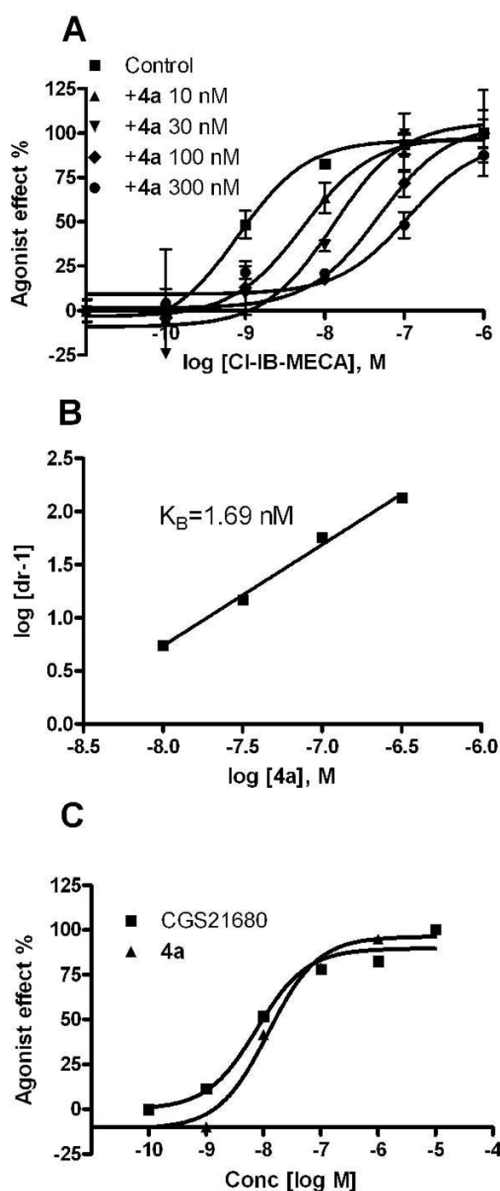 A
Control
+4a 10 nM
+4a 30 nM
+4a 100 nM
+4a 300 nM
Agonist effect %
125
100
75
50
25
0
-25
-10 -9 -8 -7 -6
log [CI-IB-MECA], M
B
KB=1.69 nM
log [dr-1]
2.5
2.0
1.5
1.0
0.5
0.0
-8.5 -8.0 -7.5 -7.0 -6.5 -6.0
log [4a], M
C
CGS21680
4a
Agonist effect %
125
100
75
50
25
0
-25
-10 -9 -8 -7 -6 -5 -4
Conc [log M]